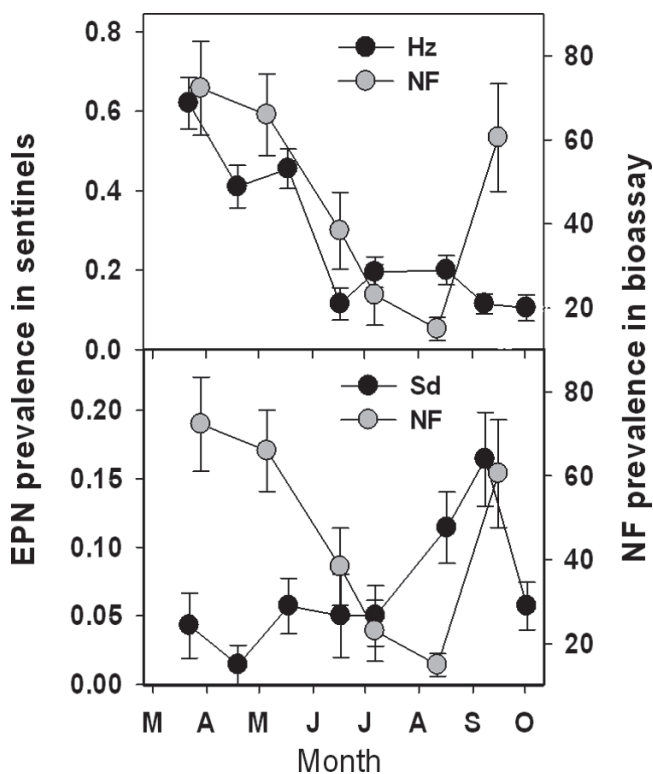 EPN prevalence in sentinels
0.8
0.6
0.4
0.2
0.0
Hz
NF
80
60
40
20
0.20
0.15
0.10
0.05
0.00
Sd
NF
80
60
40
20
NF prevalence in bioassay
M A M J J A S O
Month